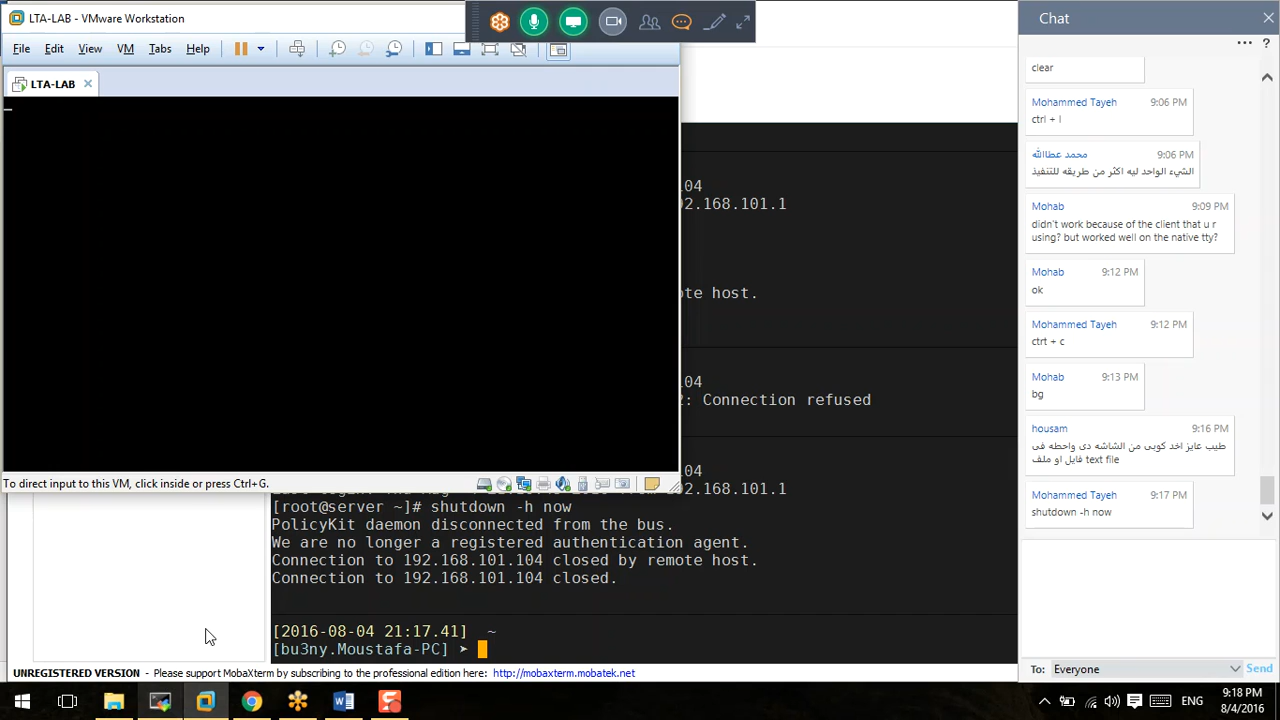 LTA-LAB - VMware Workstation
File Edit View VM Tabs Help
LTA-LAB
To direct input to this VM, click inside or press Ctrl+G.
04
2.168.101.1
te host.
04
: Connection refused
04
2.168.101.1
[root@server ~]# shutdown -h now
PolicyKit daemon disconnected from the bus.
We are no longer a registered authentication agent.
Connection to 192.168.101.104 closed by remote host.
Connection to 192.168.101.104 closed.
[2016-08-04 21:17.41] ~
[bu3ny.Moustafa-PC] ➤
UNREGISTERED VERSION - Please support MobaXterm by subscribing to the professional edition here: http://mobaxterm.mobatek.net
Chat
clear
Mohammed Tayeh 9:06 PM
ctrl + l
محمد عطاالله 9:06 PM
الشيء الواحد ليه اكثر من طريقه للتنفيذ
Mohab 9:09 PM
didn't work because of the client that u r
using? but worked well on the native tty?
Mohab 9:12 PM
ok
Mohammed Tayeh 9:12 PM
ctrt + c
Mohab 9:13 PM
bg
housam 9:16 PM
طيب عايز اخد كوبى من الشاشه دى واحطه فى
فايل او ملف text file
Mohammed Tayeh 9:17 PM
shutdown -h now
To: Everyone Send
ENG
9:18 PM
8/4/2016